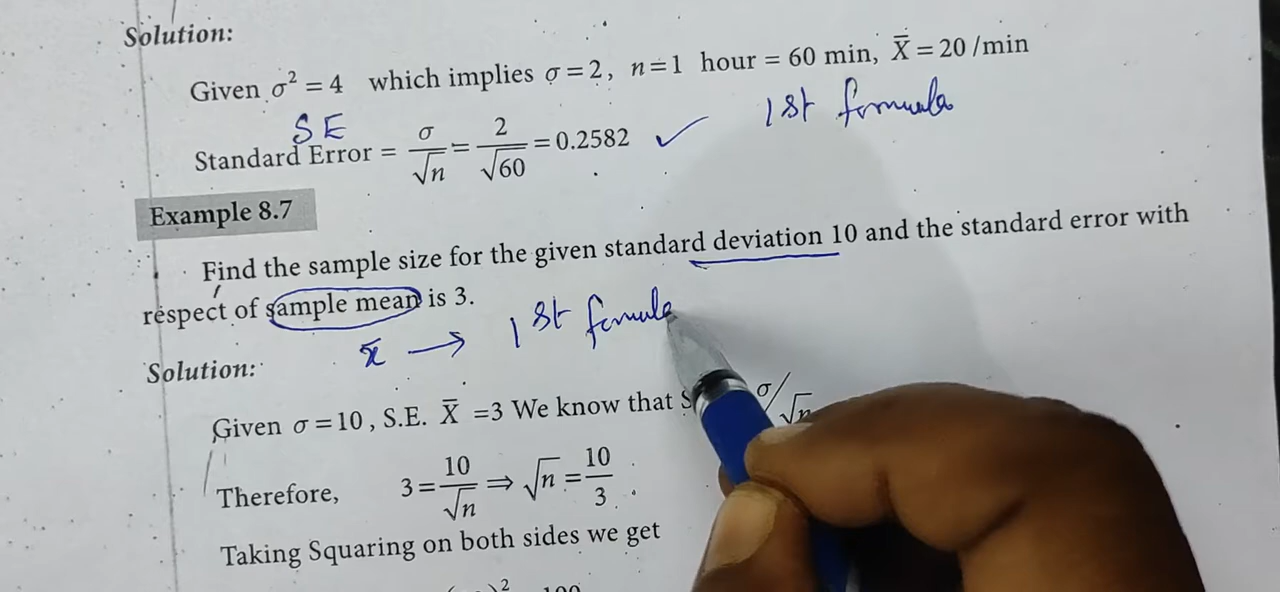 Solution:
Given σ² = 4 which implies σ = 2, n = 1 hour = 60 min, X̄ = 20 /min
SE 1st formula
Standard Error = σ/√n = 2/√60 = 0.2582 ✓
Example 8.7
Find the sample size for the given standard deviation 10 and the standard error with
respect of sample mean is 3.
x̄ → 1st formula
Solution:
Given σ = 10 , S.E. X̄ = 3 We know that S σ/√n
Therefore, 3 = 10/√n ⇒ √n = 10/3 .
Taking Squaring on both sides we get